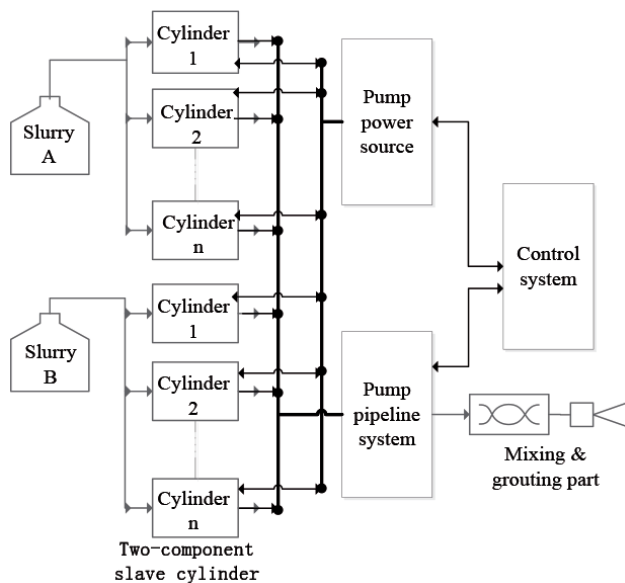 Cylinder
1
Slurry
A
Cylinder
2
Cylinder
n
Pump
power
source
Control
system
Slurry
B
Cylinder
1
Cylinder
2
Cylinder
n
Pump
pipeline
system
Mixing &
grouting part
Two-component
slave cylinder